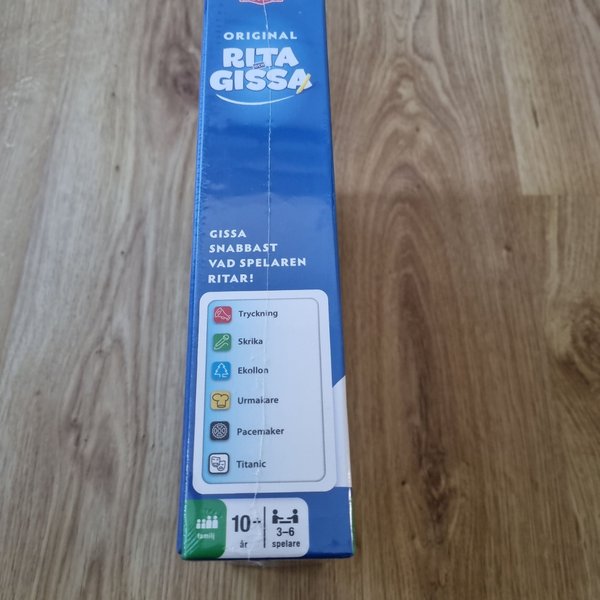 ORIGINAL
RITA
GISSA
GISSA
SNABBAST
VAD SPELAREN
RITAR!
Tryckning
Skrika
Ekollon
Urmakare
Pacemaker
Titanic
familj
10+
år
3–6
spelare